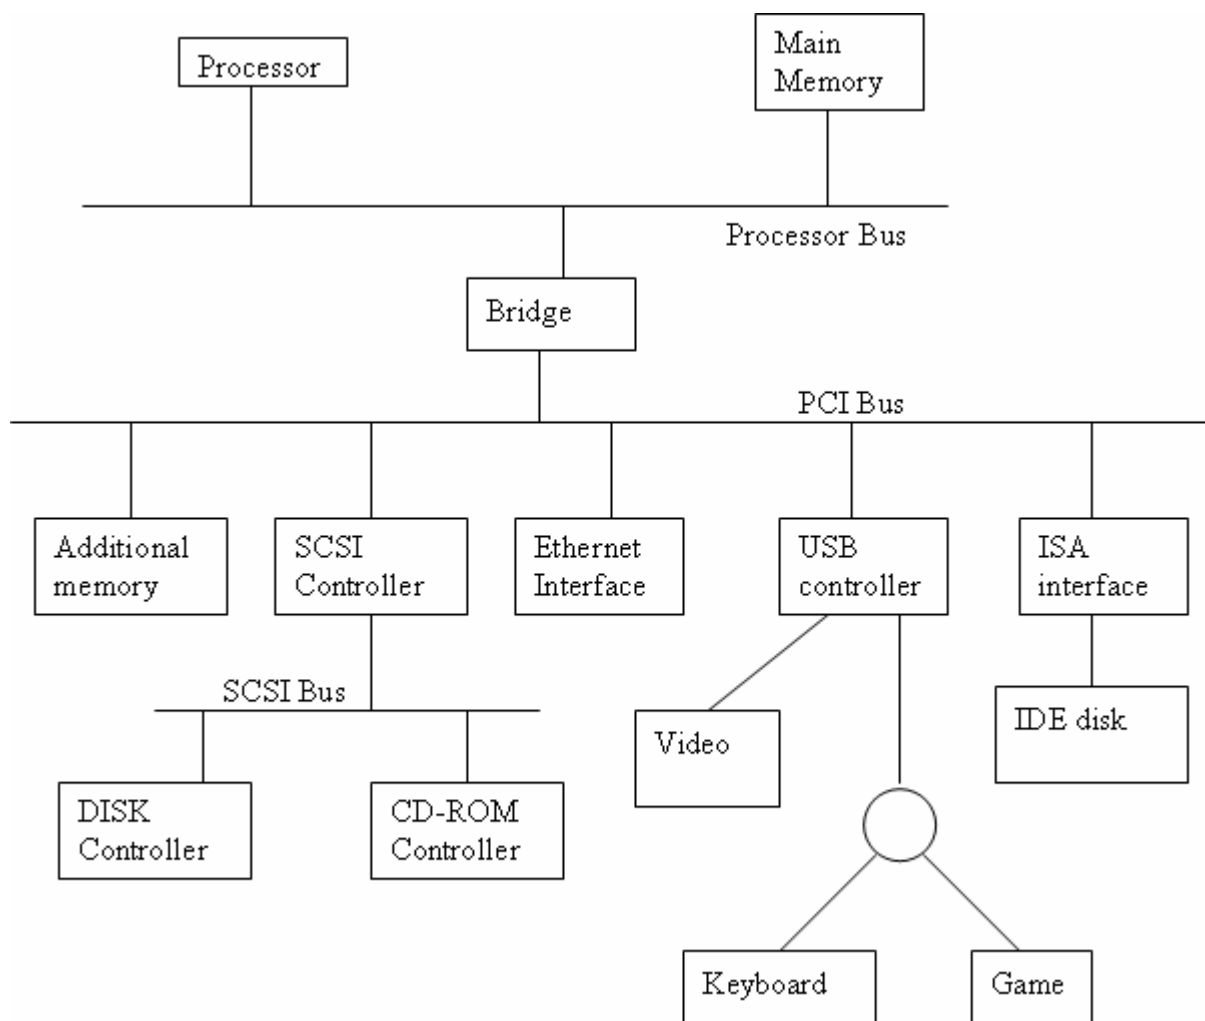 Processor
Main
Memory
Processor Bus
Bridge
PCI Bus
Additional
memory
SCSI
Controller
Ethernet
Interface
USB
controller
ISA
interface
SCSI Bus
Video
IDE disk
DISK
Controller
CD-ROM
Controller
Keyboard
Game